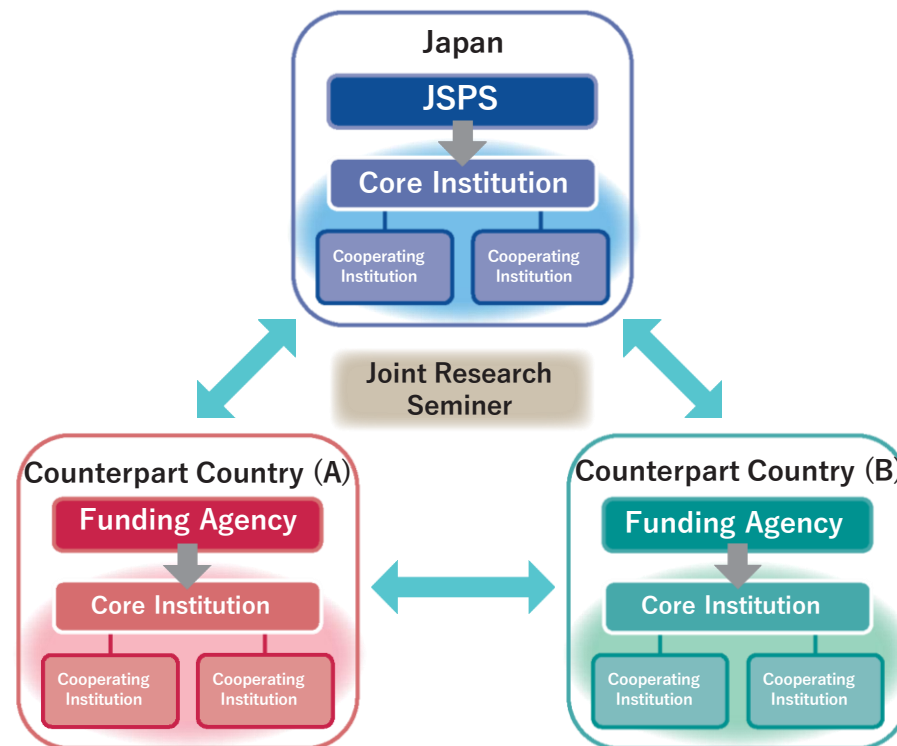 Japan
JSPS
Core Institution
Cooperating
Institution
Cooperating
Institution
Joint Research
Seminer
Counterpart Country (A)
Funding Agency
Core Institution
Cooperating
Institution
Cooperating
Institution
Counterpart Country (B)
Funding Agency
Core Institution
Cooperating
Institution
Cooperating
Institution